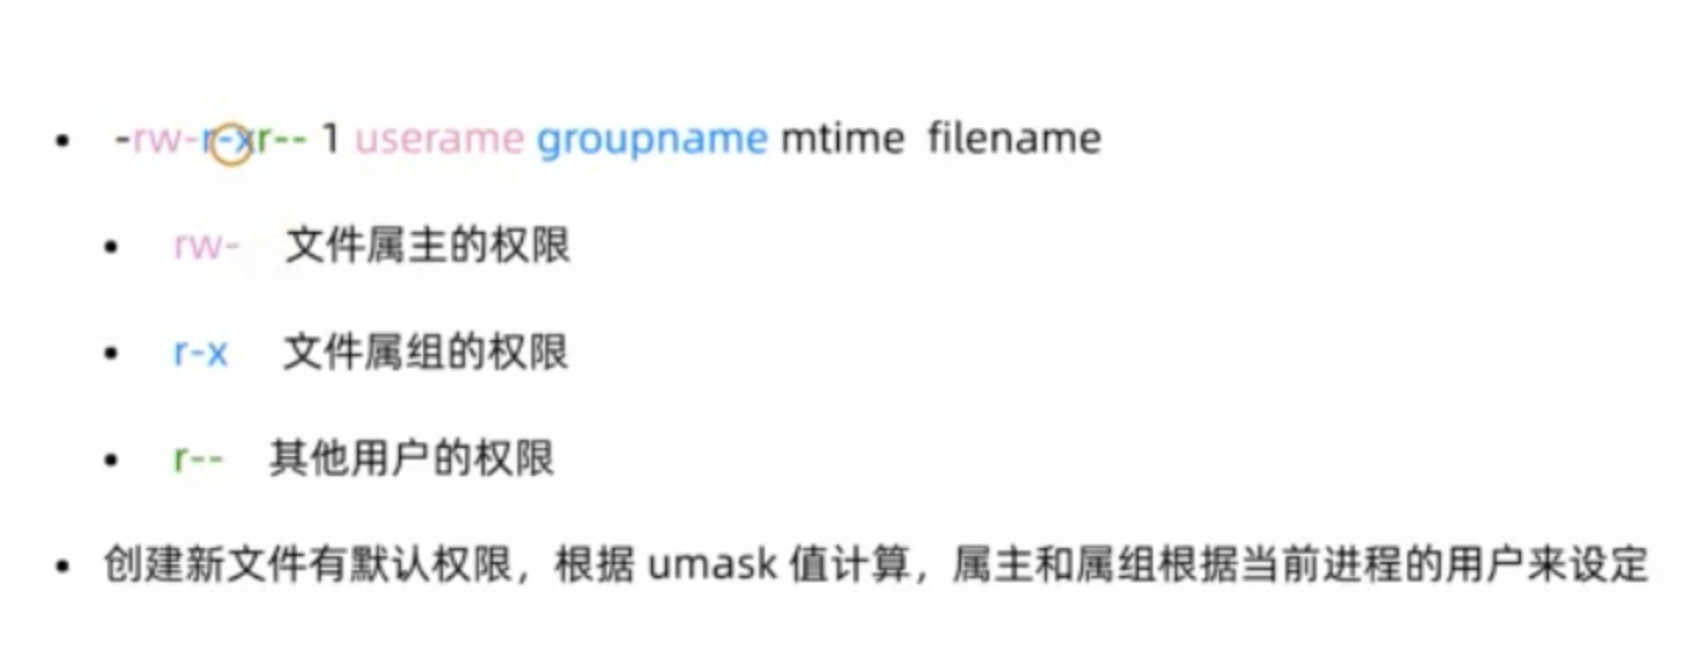 • -rw-r-xr-- 1 userame groupname mtime filename
• rw- 文件属主的权限
• r-x 文件属组的权限
• r-- 其他用户的权限
• 创建新文件有默认权限，根据 umask 值计算，属主和属组根据当前进程的用户来设定